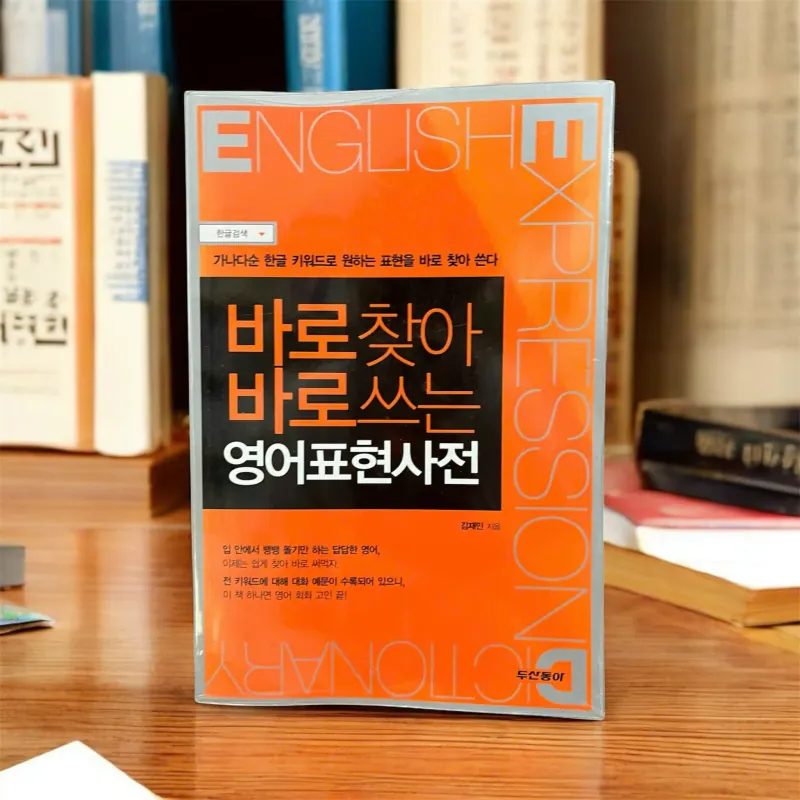 ENGLISH
EXPRESSION
DICTIONARY
한글검색
가나다순 한글 키워드로 원하는 표현을 바로 찾아 쓴다
바로 찾아
바로 쓰는
영어표현사전
김재민 지음
입 안에서 뱅뱅 돌기만 하는 답답한 영어,
이제는 쉽게 찾아 바로 써먹자.
전 키워드에 대해 대화 예문이 수록되어 있으니,
이 책 하나면 영어 회화 고민 끝!
두산동아